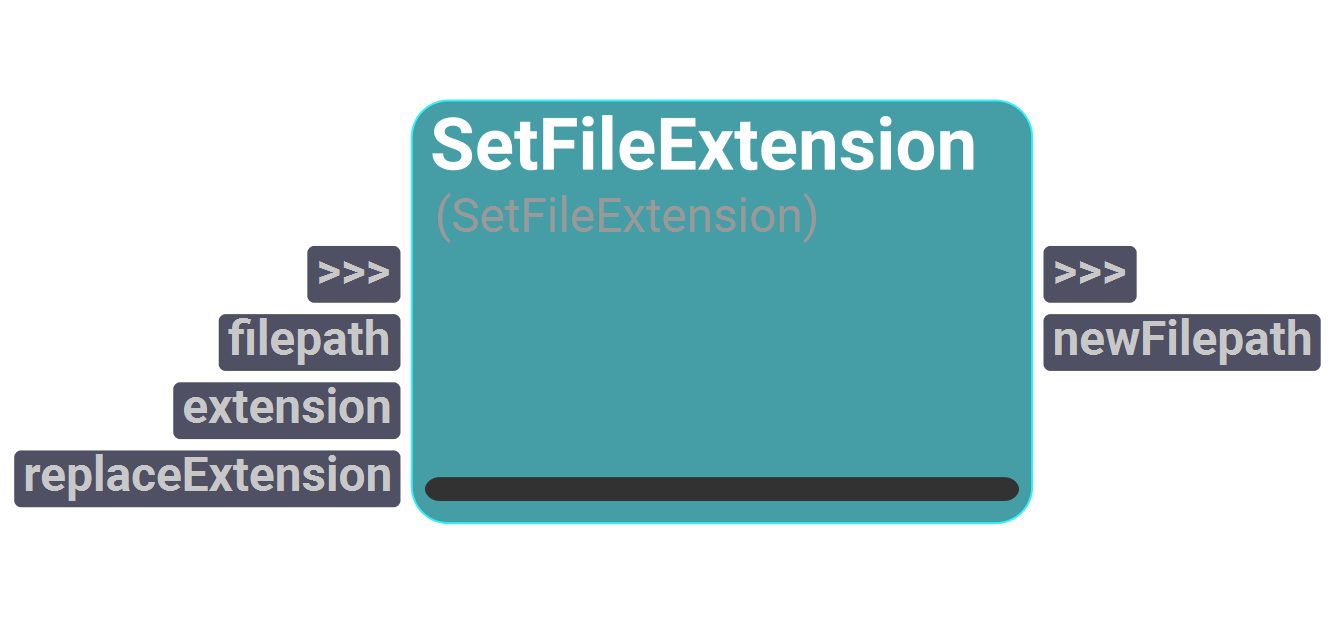 SetFileExtension
(SetFileExtension)
>>>
filepath
extension
replaceExtension
>>>
newFilepath